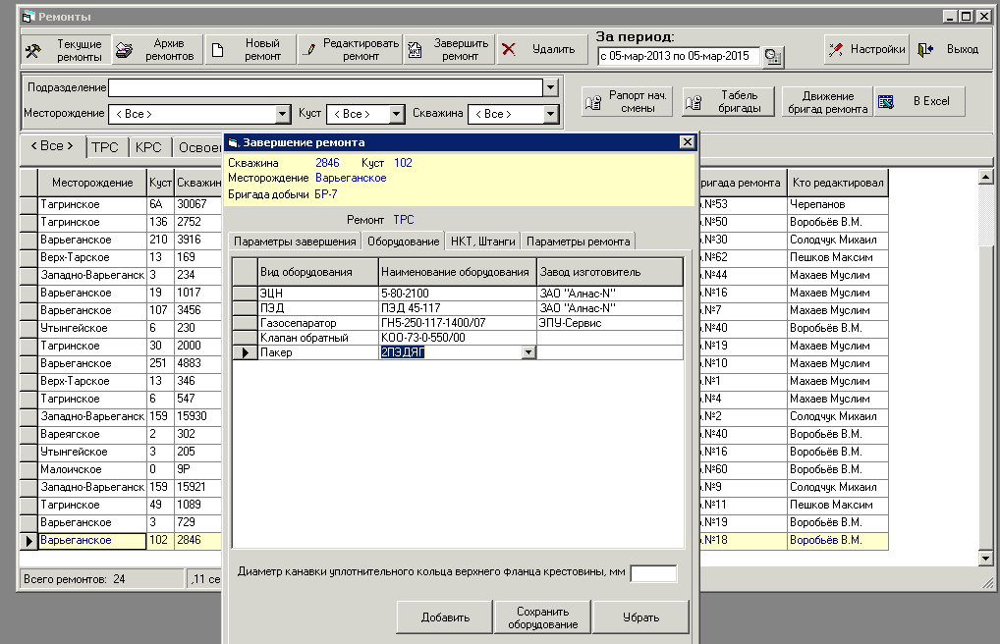 Ремонты
Текущие ремонты
Архив ремонтов
Новый ремонт
Редактировать ремонт
Завершить ремонт
Удалить
За период:
с 05-мар-2013 по 05-мар-2015
Настройки
Выход
Подразделение
Месторождение < Все > Куст < Все > Скважина < Все >
Рапорт нач. смены
Табель бригады
Движение бригад ремонта
В Excel
< Все > ТРС КРС Освоен
Месторождение Куст Скважин
Тагринское 6А 30067
Тагринское 136 2752
Варьеганское 210 3916
Верх-Тарское 13 169
Западно-Варьеганск 3 234
Варьеганское 19 1017
Варьеганское 107 3456
Утынгейское 6 230
Тагринское 30 2000
Варьеганское 251 4883
Верх-Тарское 13 346
Тагринское 6 547
Западно-Варьеганск 159 15930
Вареягское 2 302
Утынгейское 3 205
Малоичское 0 9Р
Западно-Варьеганск 159 15921
Тагринское 49 1089
Варьеганское 3 729
Варьеганское 102 2846
Всего ремонтов: 24
,11 се
Завершение ремонта
Скважина 2846 Куст 102
Месторождение Варьеганское
Бригада добычи БР-7
Ремонт ТРС
Параметры завершения Оборудование НКТ, Штанги Параметры ремонта
Вид оборудования Наименование оборудования Завод изготовитель
ЭЦН 5-80-2100 ЗАО "Алнас-N"
ПЭД ПЭД 45-117 ЗАО "Алнас-N"
Газосепаратор ГН5-250-117-1400/07 ЭПУ-Сервис
Клапан обратный КОО-73-0-550/00
Пакер 2ПЭДЯГ
Диаметр канавки уплотнительного кольца верхнего фланца крестовины, мм
Добавить
Сохранить оборудование
Убрать
ригада ремонта Кто редактировал
.№53 Черепанов
.№50 Воробьёв В.М.
.№30 Солодчук Михаил
.№62 Пешков Максим
.№44 Махаев Муслим
.№16 Махаев Муслим
.№7 Махаев Муслим
.№40 Воробьёв В.М.
.№19 Махаев Муслим
.№10 Махаев Муслим
.№1 Махаев Муслим
.№4 Махаев Муслим
.№2 Солодчук Михаил
.№40 Воробьёв В.М.
.№16 Воробьёв В.М.
.№60 Воробьёв В.М.
.№9 Солодчук Михаил
.№11 Пешков Максим
.№19 Воробьёв В.М.
.№18 Воробьёв В.М.